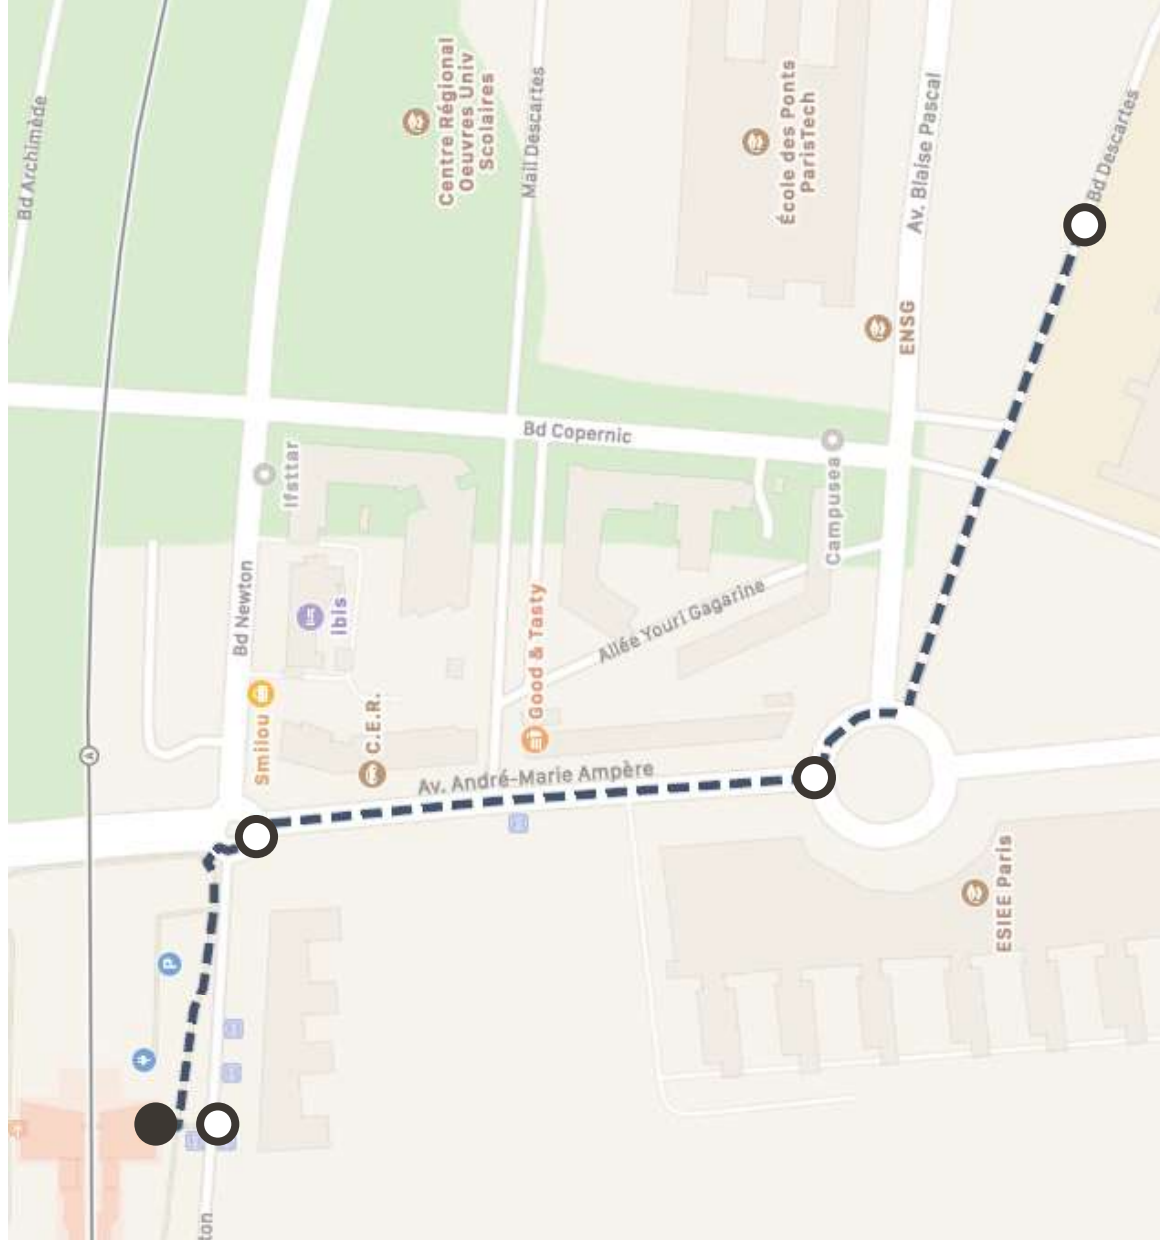 Bd Archimède
Centre Régional
Oeuvres Univ
Scolaires
Mail Descartes
École des Ponts
ParisTech
Av. Blaise Pascal
Bd Descartes
ENSG
Bd Copernic
Ifsttar
Campusea
Bd Newton
Ibis
Good & Tasty
Allée Youri Gagarine
Smilou
C.E.R.
Av. André-Marie Ampère
A
ESIEE Paris
P
ton